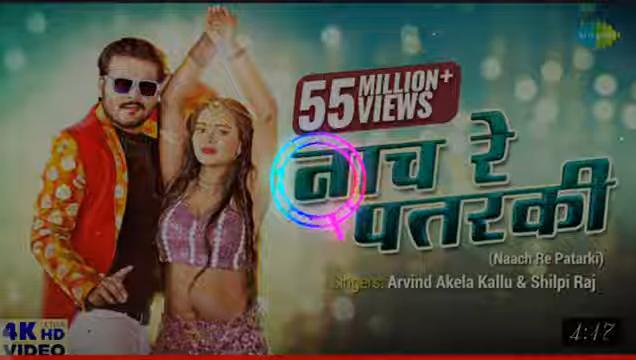 55 MILLION+
VIEWS
नाच रे
पतरकी
(Naach Re Patarki)
Singers: Arvind Akela Kallu & Shilpi Raj
4K HD
VIDEO
4:17